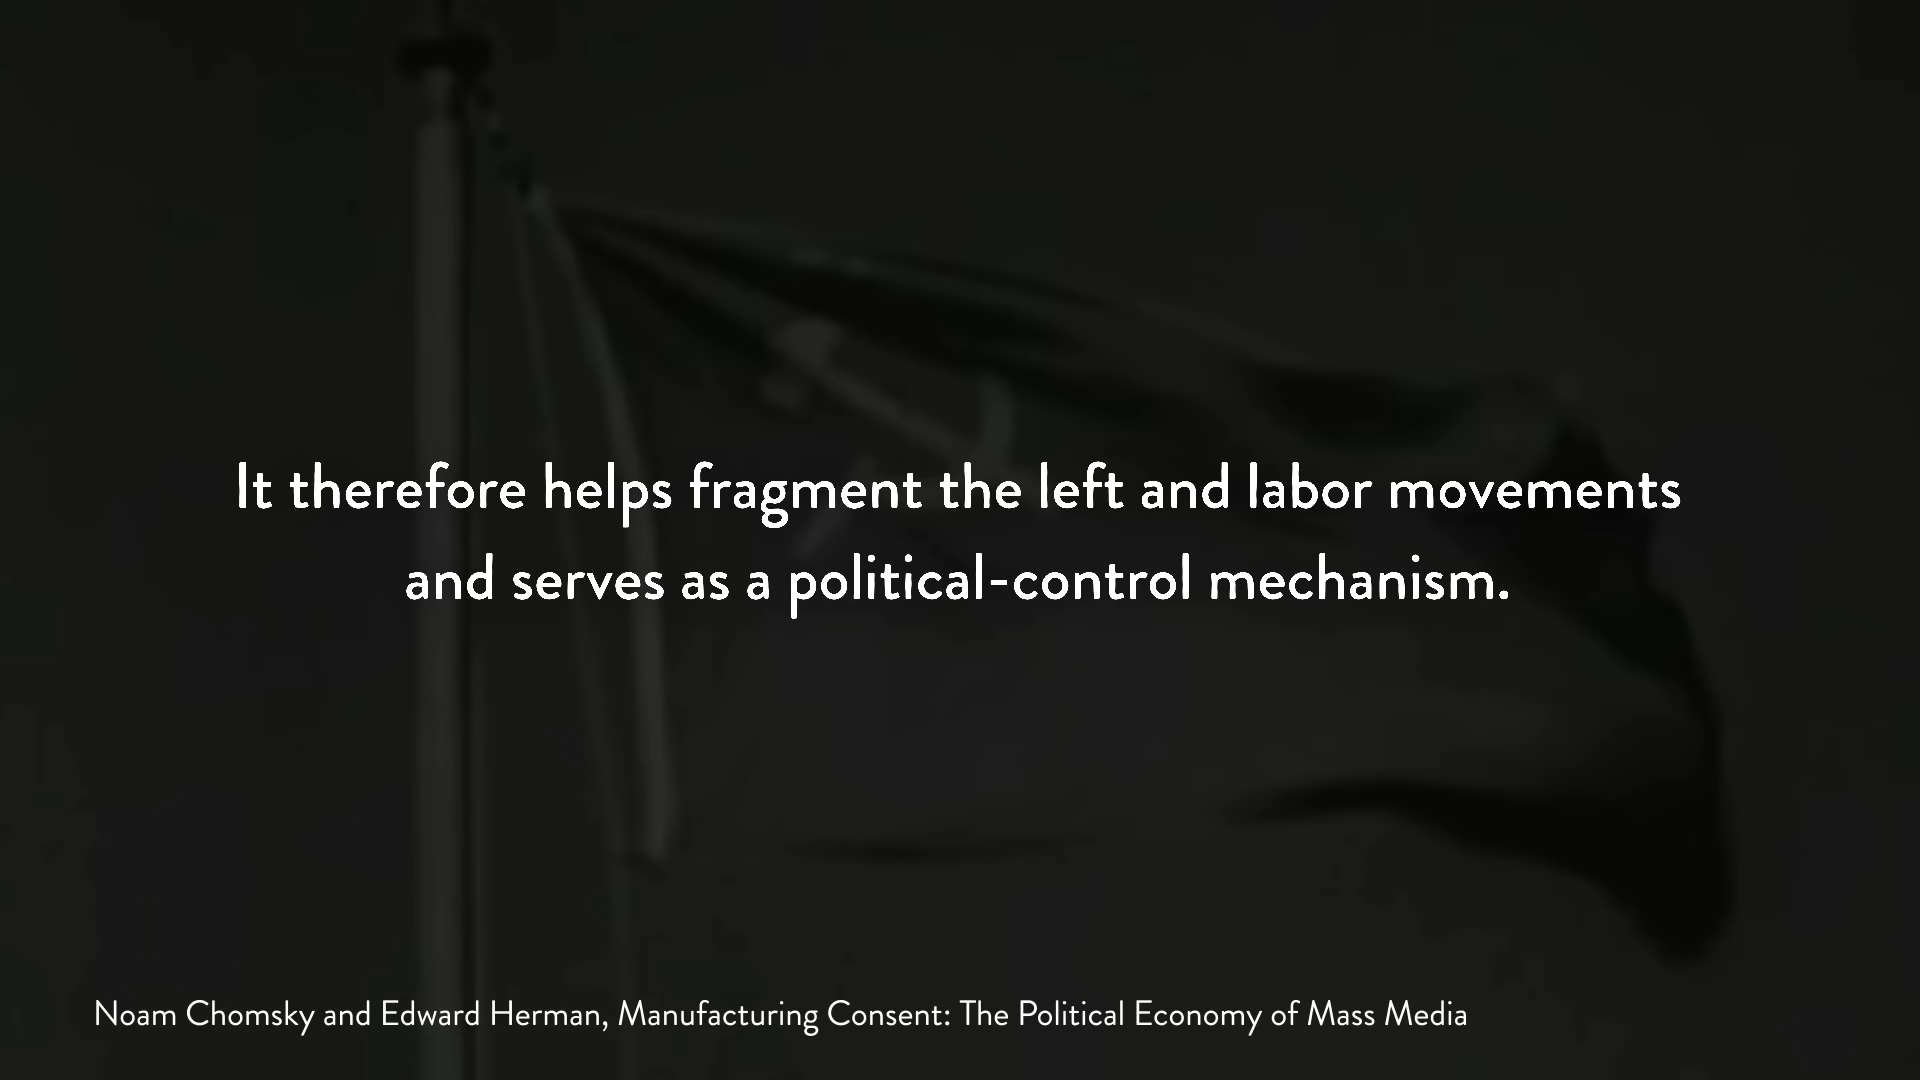 It therefore helps fragment the left and labor movements
and serves as a political-control mechanism.
Noam Chomsky and Edward Herman, Manufacturing Consent: The Political Economy of Mass Media